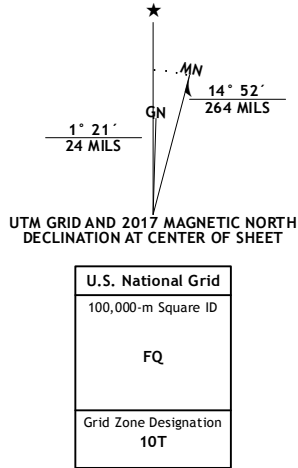 MN
14° 52´
264 MILS
GN
1° 21´
24 MILS
UTM GRID AND 2017 MAGNETIC NORTH
DECLINATION AT CENTER OF SHEET
U.S. National Grid
100,000-m Square ID
FQ
Grid Zone Designation
10T